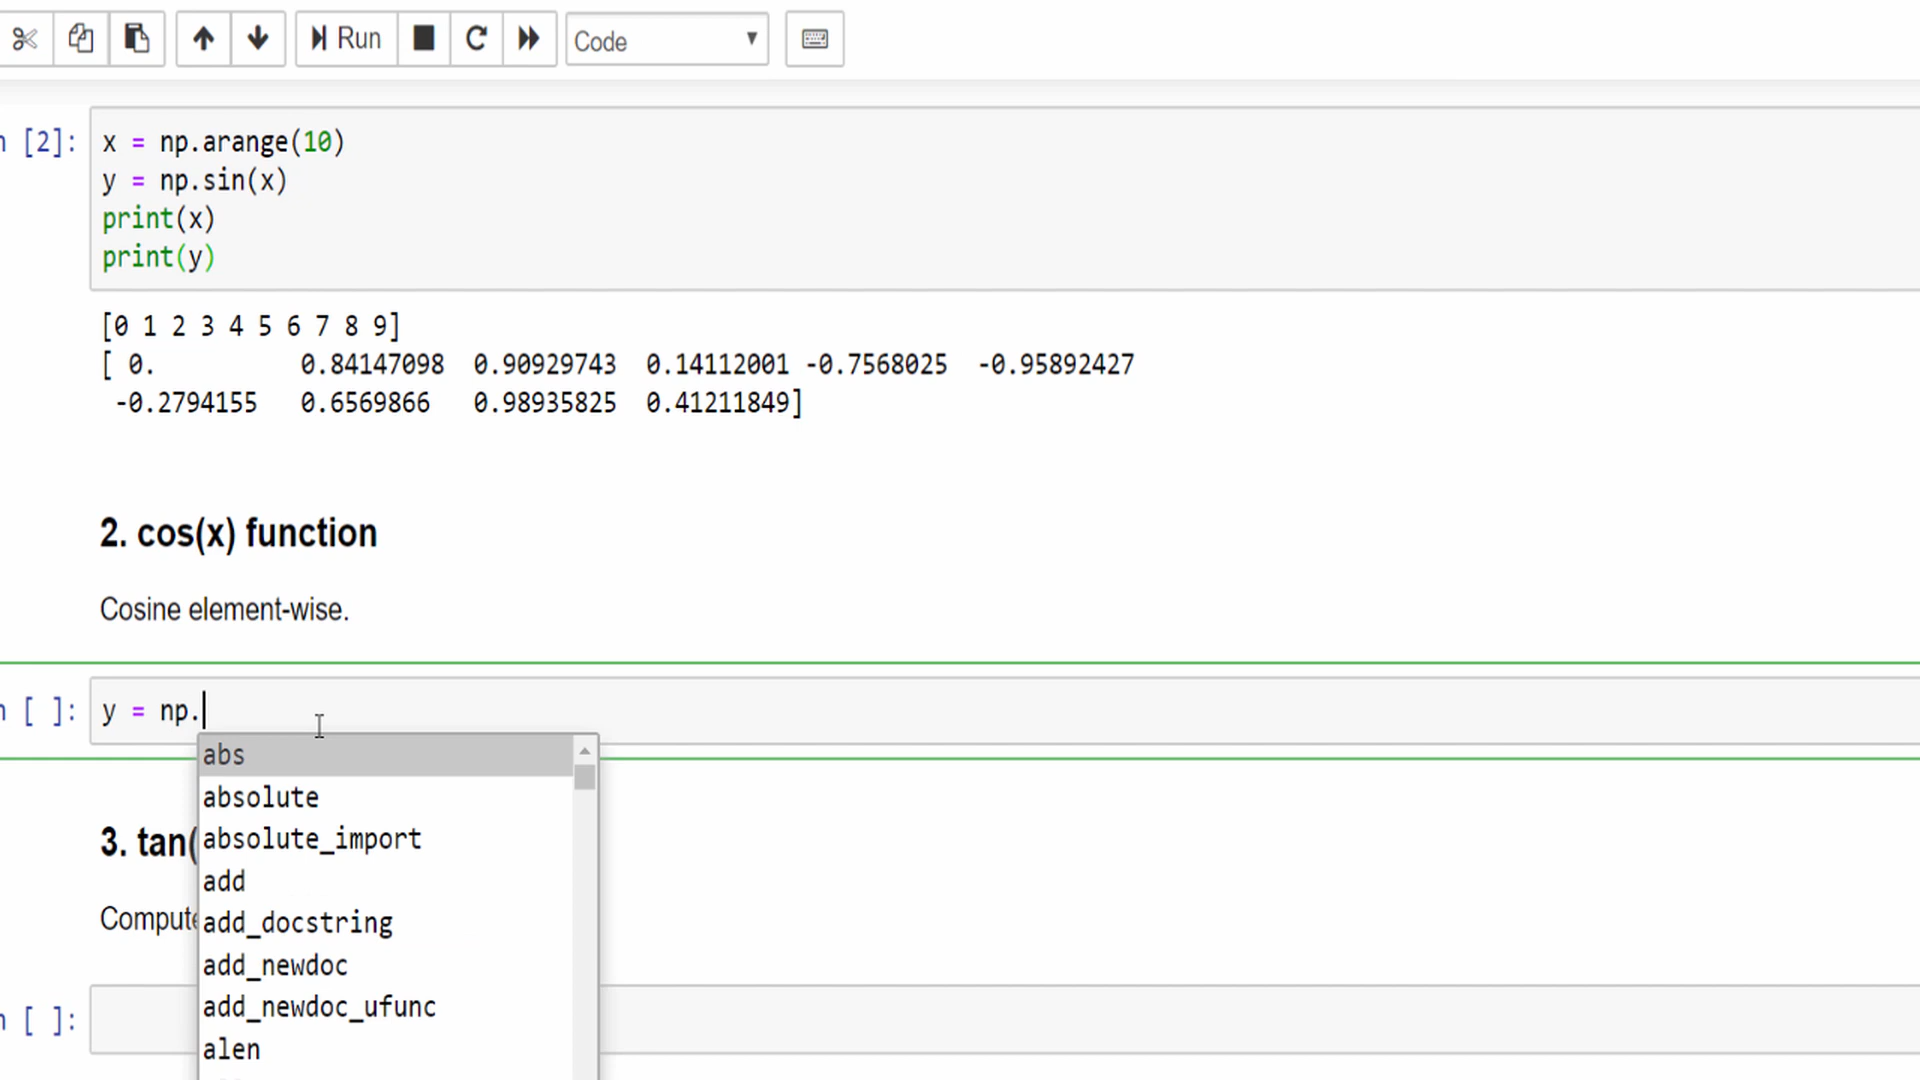 Run
Code
[2]:
x = np.arange(10)
y = np.sin(x)
print(x)
print(y)
[0 1 2 3 4 5 6 7 8 9]
[ 0.          0.84147098  0.90929743  0.14112001 -0.7568025  -0.95892427
 -0.2794155   0.6569866   0.98935825  0.41211849]
2. cos(x) function
Cosine element-wise.
[ ]:
y = np.
abs
absolute
absolute_import
3. tan(
add
add_docstring
Compute
add_newdoc
add_newdoc_ufunc
[ ]:
alen